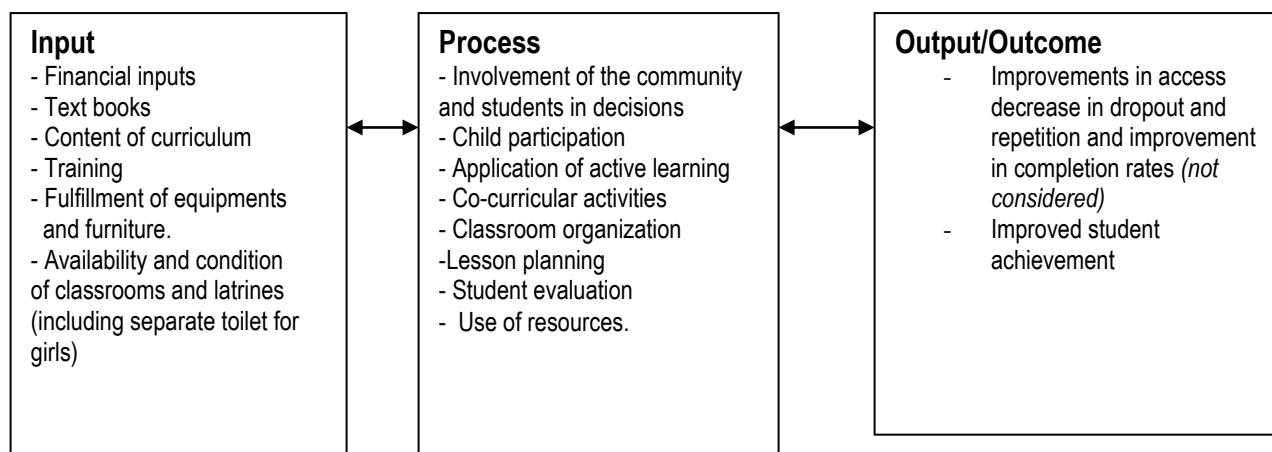 Input
- Financial inputs
- Text books
- Content of curriculum
- Training
- Fulfillment of equipments
and furniture.
- Availability and condition
of classrooms and latrines
(including separate toilet for
girls)
Process
- Involvement of the community
and students in decisions
- Child participation
- Application of active learning
- Co-curricular activities
- Classroom organization
-Lesson planning
- Student evaluation
- Use of resources.
Output/Outcome
- Improvements in access
decrease in dropout and
repetition and improvement
in completion rates (not
considered)
- Improved student
achievement